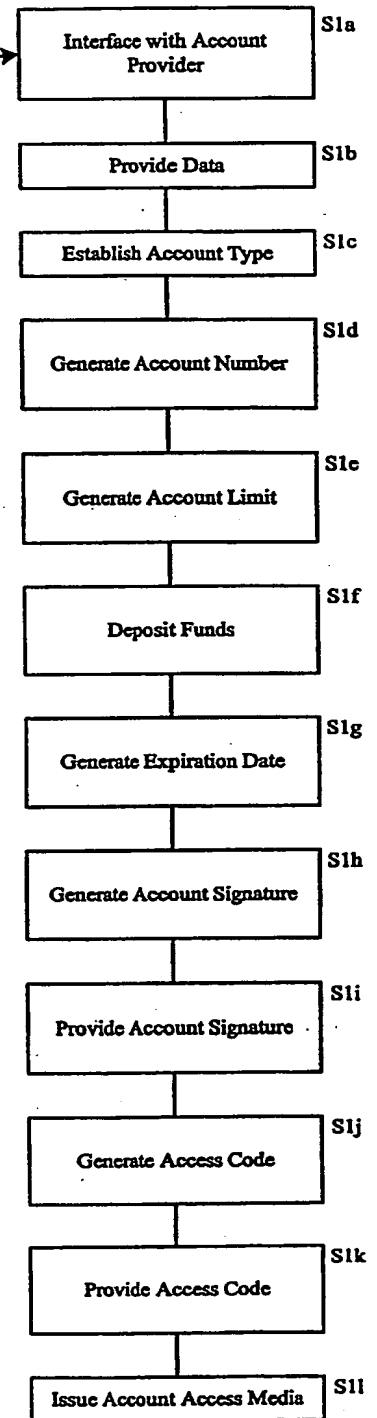 S1a
Interface with Account
Provider
S1b
Provide Data
S1c
Establish Account Type
S1d
Generate Account Number
S1e
Generate Account Limit
S1f
Deposit Funds
S1g
Generate Expiration Date
S1h
Generate Account Signature
S1i
Provide Account Signature
S1j
Generate Access Code
S1k
Provide Access Code
S1l
Issue Account Access Media